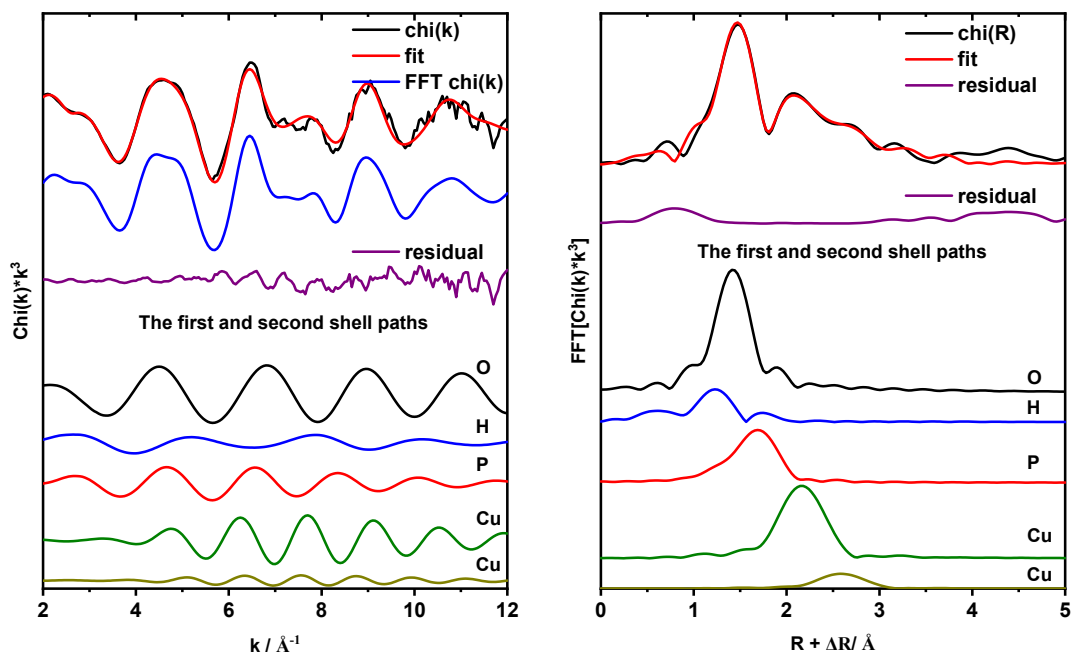 chi(k)
fit
FFT chi(k)
residual
The first and second shell paths
O
H
P
Cu
Cu
Chi(k)*k³
2 4 6 8 10 12
k / Å⁻¹
chi(R)
fit
residual
residual
The first and second shell paths
O
H
P
Cu
Cu
FFT[Chi(k)*k³]
0 1 2 3 4 5
R + ΔR/ Å